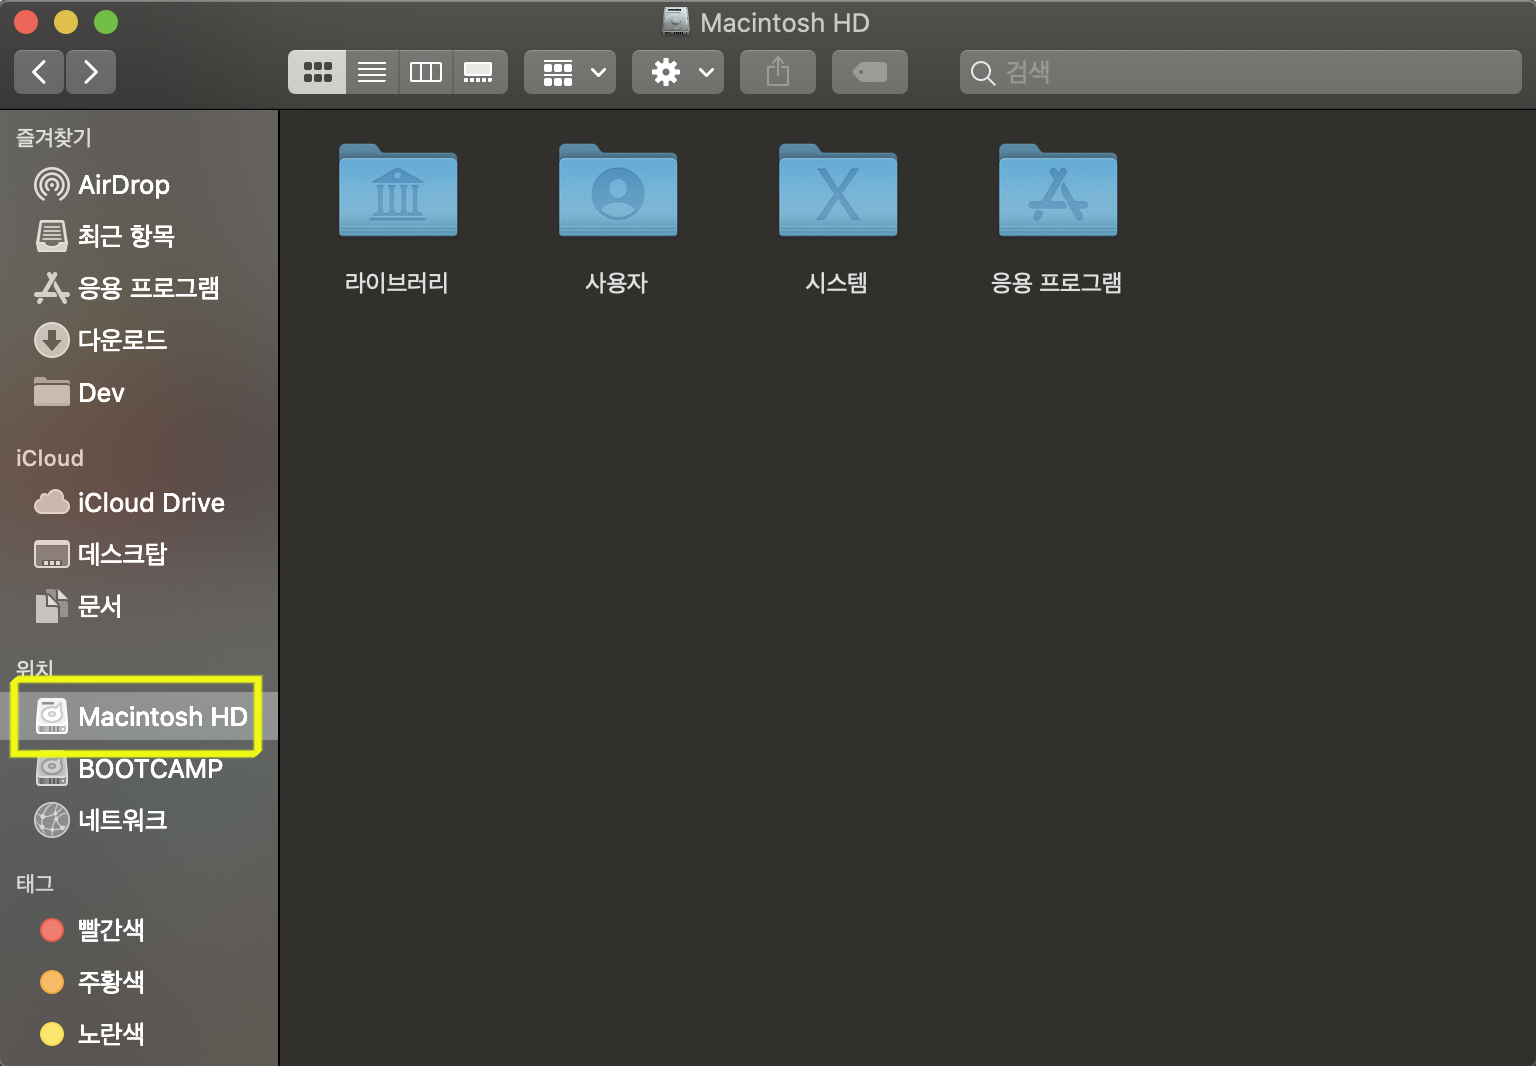 Macintosh HD
검색
즐겨찾기
AirDrop
최근 항목
응용 프로그램
다운로드
Dev
iCloud
iCloud Drive
데스크탑
문서
위치
Macintosh HD
BOOTCAMP
네트워크
태그
빨간색
주황색
노란색
라이브러리
사용자
시스템
응용 프로그램